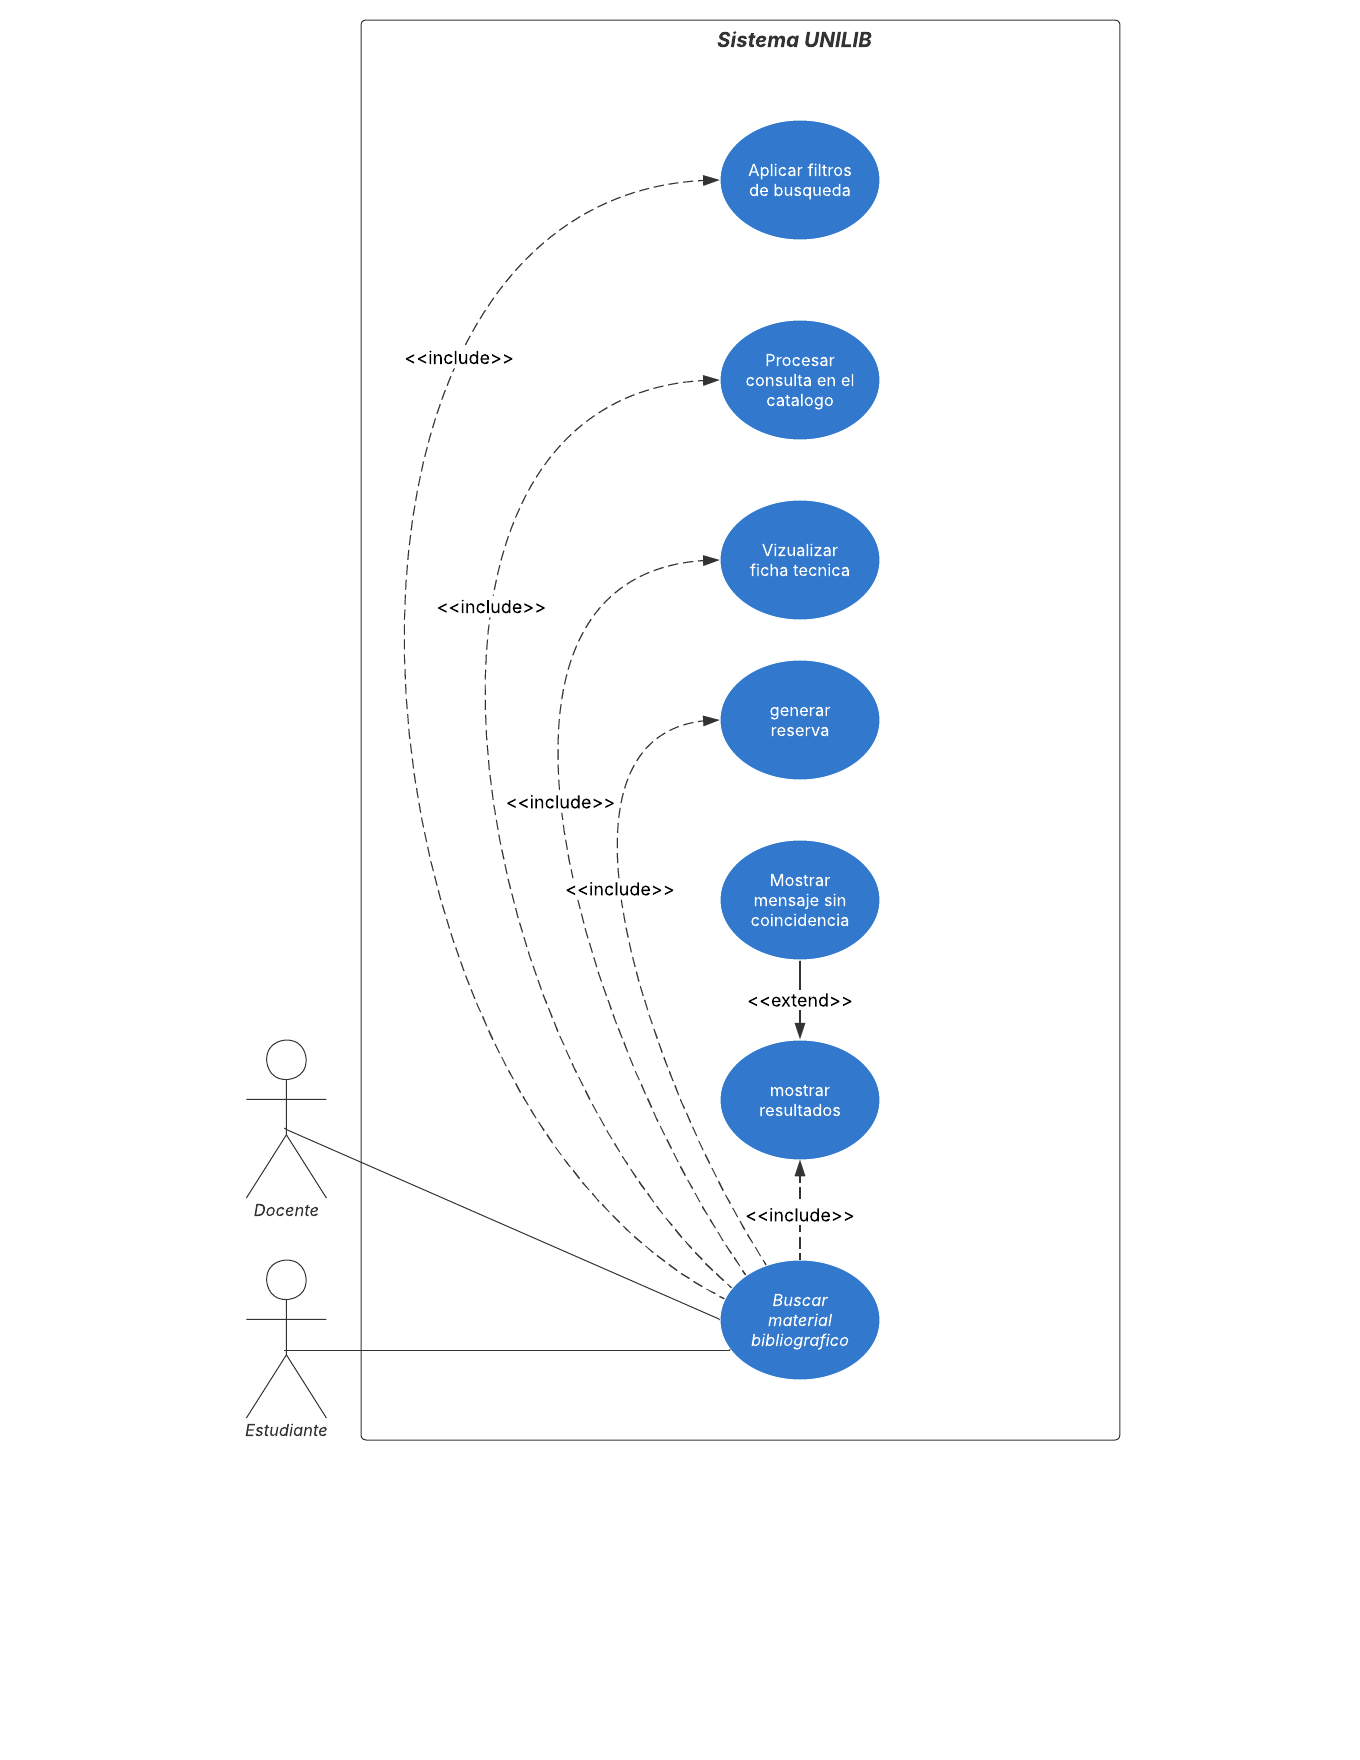 Sistema UNILIB
Aplicar filtros
de busqueda
<<include>>
Procesar
consulta en el
catalogo
Vizualizar
ficha tecnica
<<include>>
generar
reserva
<<include>>
<<include>>
Mostrar
mensaje sin
coincidencia
<<extend>>
mostrar
resultados
Docente
<<include>>
Buscar
material
bibliografico
Estudiante